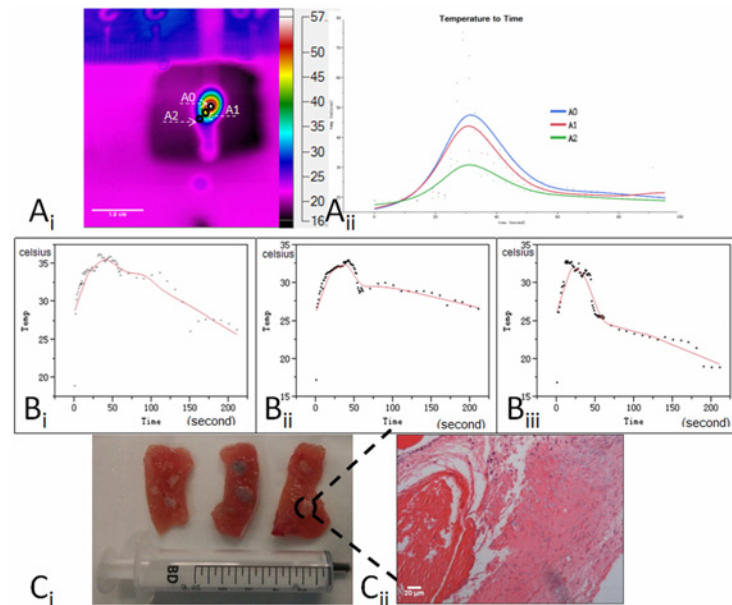 57
50
45
40
35
30
25
20
16
A0
A1
A2
1.0 cm
Ai
Temperature to Time
A0
A1
A2
Aii
celsius
35
30
25
20
Temp
0 50 100 150 200
Time (second)
Bi
celsius
35
30
25
20
15
Temp
0 50 100 150 200
Time (second)
Bii
celsius
35
30
25
20
15
Temp
0 50 100 150 200
Time (second)
Biii
BD
Ci
20 µm
Cii